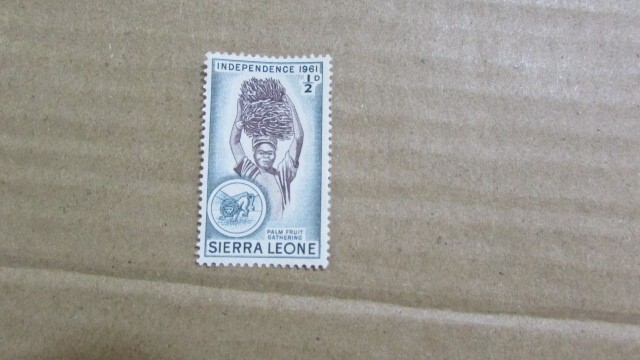 INDEPENDENCE 1961
½D
PALM FRUIT
GATHERING
SIERRA LEONE